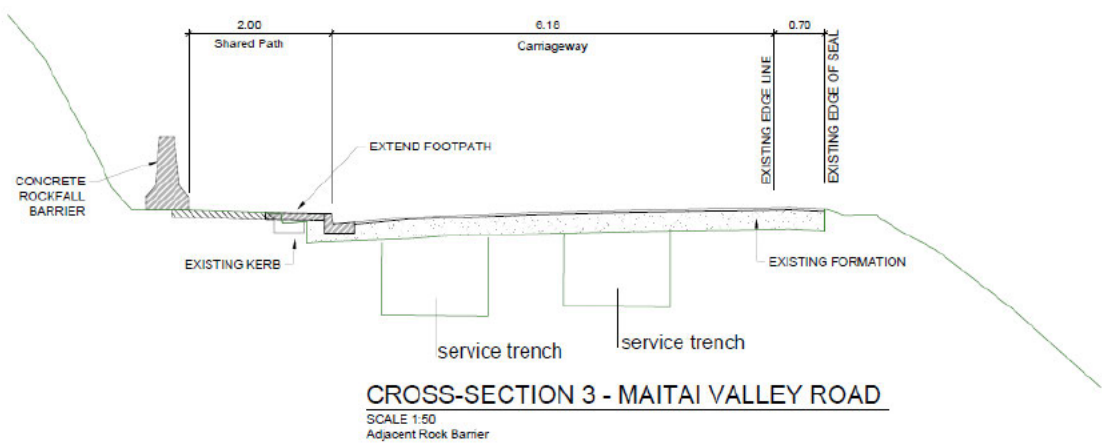 2.00
6.16
0.70
Shared Path
Carriageway
EXISTING EDGE LINE
EXISTING EDGE OF SEAL
EXTEND FOOTPATH
CONCRETE
ROCKFALL
BARRIER
EXISTING KERB
EXISTING FORMATION
service trench
service trench
CROSS-SECTION 3 - MAITAI VALLEY ROAD
SCALE 1:50
Adjacent Rock Barrier